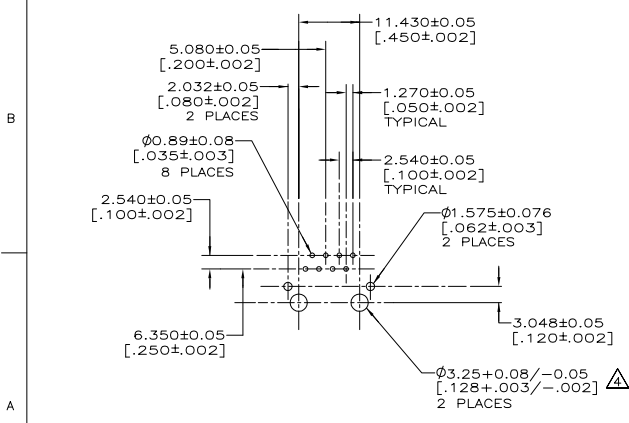 11.430±0.05
[.450±.002]
5.080±0.05
[.200±.002]
2.032±0.05
[.080±.002]
2 PLACES
1.270±0.05
[.050±.002]
TYPICAL
B
Ø0.89±0.08
[.035±.003]
8 PLACES
2.540±0.05
[.100±.002]
TYPICAL
2.540±0.05
[.100±.002]
Ø1.575±0.076
[.062±.003]
2 PLACES
6.350±0.05
[.250±.002]
3.048±0.05
[.120±.002]
Ø3.25+0.08/-0.05
[.128+.003/-.002]
2 PLACES
4
A